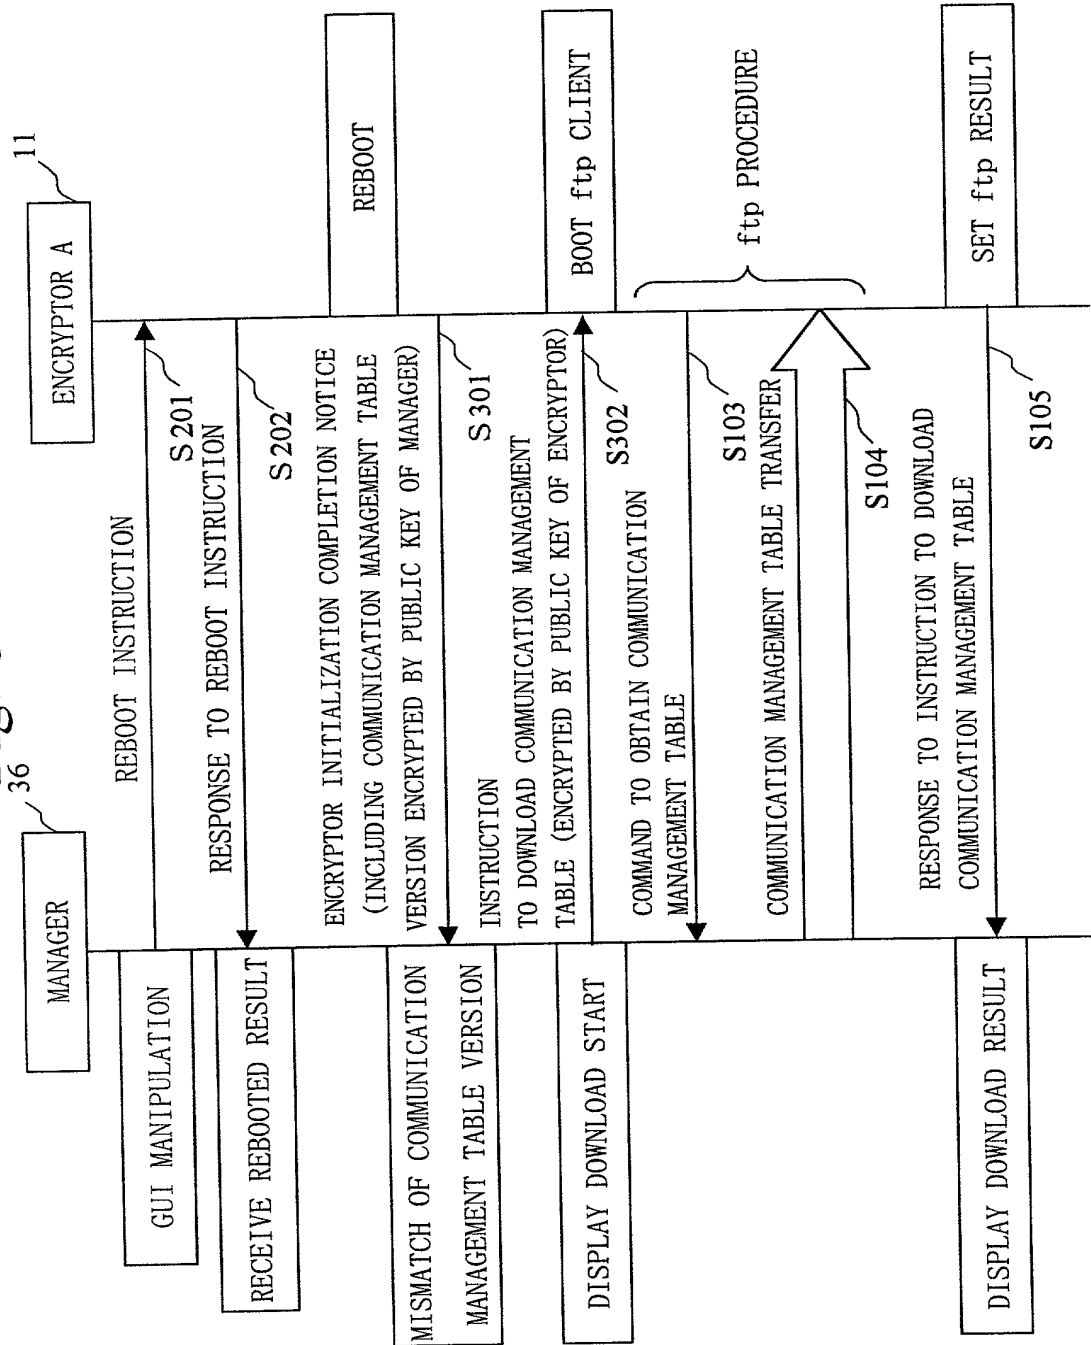 36
MANAGER
ENCRYPTOR A
11
GUI MANIPULATION
REBOOT INSTRUCTION
S201
RECEIVE REBOOTED RESULT
RESPONSE TO REBOOT INSTRUCTION
S202
REBOOT
MISMATCH OF COMMUNICATION
MANAGEMENT TABLE VERSION
ENCRYPTOR INITIALIZATION COMPLETION NOTICE
(INCLUDING COMMUNICATION MANAGEMENT TABLE
VERSION ENCRYPTED BY PUBLIC KEY OF MANAGER)
S301
INSTRUCTION
TO DOWNLOAD COMMUNICATION MANAGEMENT
TABLE (ENCRYPTED BY PUBLIC KEY OF ENCRYPTOR)
S302
DISPLAY DOWNLOAD START
BOOT ftp CLIENT
COMMAND TO OBTAIN COMMUNICATION
MANAGEMENT TABLE
S103
ftp PROCEDURE
COMMUNICATION MANAGEMENT TABLE TRANSFER
S104
RESPONSE TO INSTRUCTION TO DOWNLOAD
COMMUNICATION MANAGEMENT TABLE
S105
DISPLAY DOWNLOAD RESULT
SET ftp RESULT